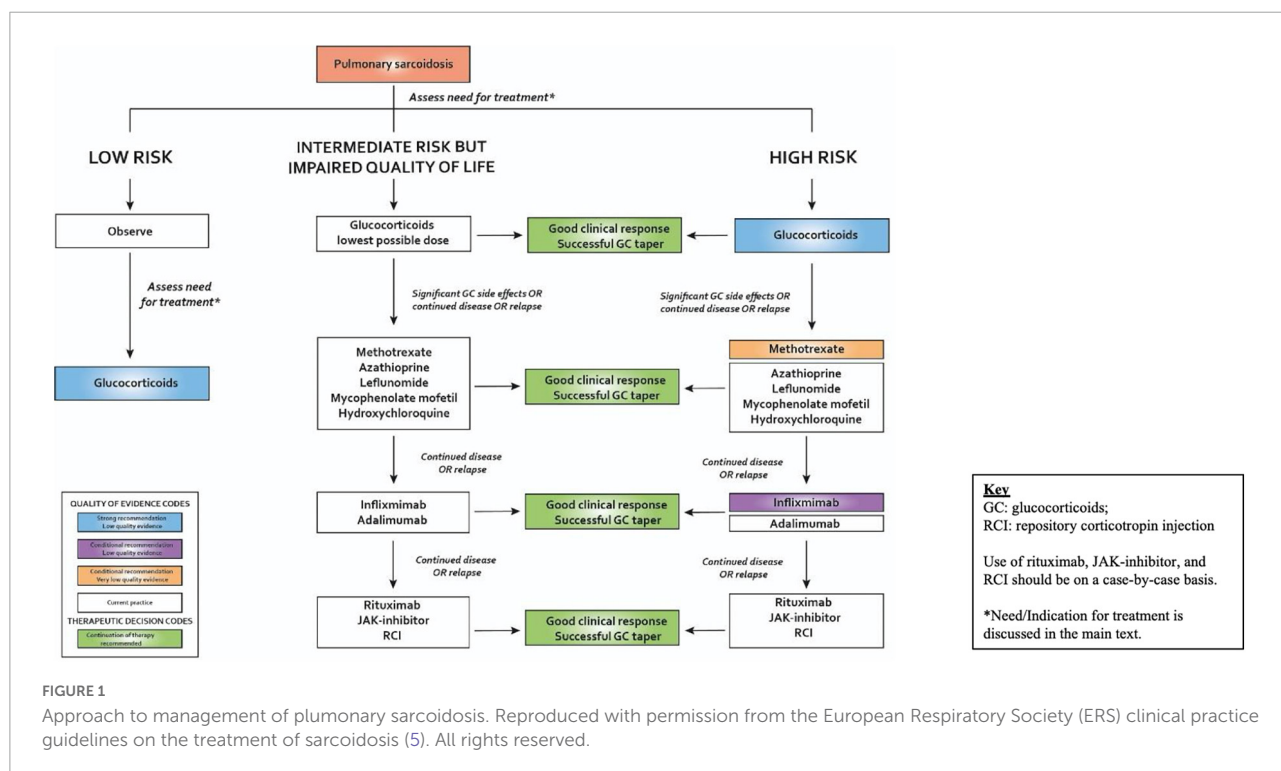 Pulmonary sarcoidosis
Assess need for treatment*
LOW RISK
INTERMEDIATE RISK BUT
IMPAIRED QUALITY OF LIFE
HIGH RISK
Observe
Glucocorticoids
lowest possible dose
Good clinical response
Successful GC taper
Glucocorticoids
Assess need
for treatment*
Significant GC side effects OR
continued disease OR relapse
Significant GC side effects OR
continued disease OR relapse
Glucocorticoids
Methotrexate
Azathioprine
Leflunomide
Mycophenolate mofetil
Hydroxychloroquine
Good clinical response
Successful GC taper
Methotrexate
Azathioprine
Leflunomide
Mycophenolate mofetil
Hydroxychloroquine
Continued disease
OR relapse
Continued disease
OR relapse
Inflixmimab
Adalimumab
Good clinical response
Successful GC taper
Inflixmimab
Adalimumab
Continued disease
OR relapse
Continued disease
OR relapse
Rituximab
JAK-inhibitor
RCI
Good clinical response
Successful GC taper
Rituximab
JAK-inhibitor
RCI
QUALITY OF EVIDENCE CODES
Strong recommendation
Low quality evidence
Conditional recommendation
Low quality evidence
Conditional recommendation
Very low quality evidence
Current practice
THERAPEUTIC DECISION CODES
Continuation of therapy
recommended
Key
GC: glucocorticoids;
RCI: repository corticotropin injection
Use of rituximab, JAK-inhibitor, and
RCI should be on a case-by-case basis.
*Need/Indication for treatment is
discussed in the main text.
FIGURE 1
Approach to management of plumonary sarcoidosis. Reproduced with permission from the European Respiratory Society (ERS) clinical practice
guidelines on the treatment of sarcoidosis (5). All rights reserved.